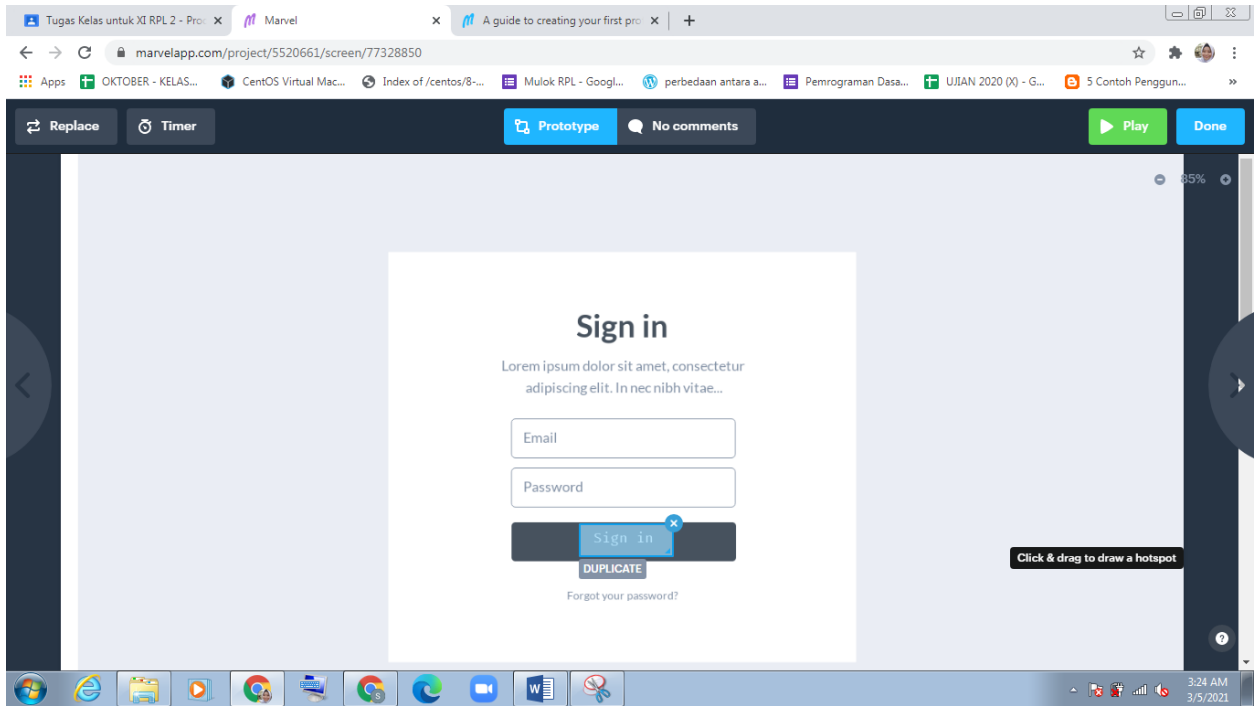 Tugas Kelas untuk XI RPL 2 - Proc
Marvel
A guide to creating your first pro
marvelapp.com/project/5520661/screen/77328850
Apps
OKTOBER - KELAS...
CentOS Virtual Mac...
Index of /centos/8-...
Mulok RPL - Googl...
perbedaan antara a...
Pemrograman Dasa...
UJIAN 2020 (X) - G...
5 Contoh Penggun...
»
Replace
Timer
Prototype
No comments
Play
Done
85%
Sign in
Lorem ipsum dolor sit amet, consectetur
adipiscing elit. In nec nibh vitae...
Email
Password
Sign in
DUPLICATE
Click & drag to draw a hotspot
Forgot your password?
?
3:24 AM
3/5/2021